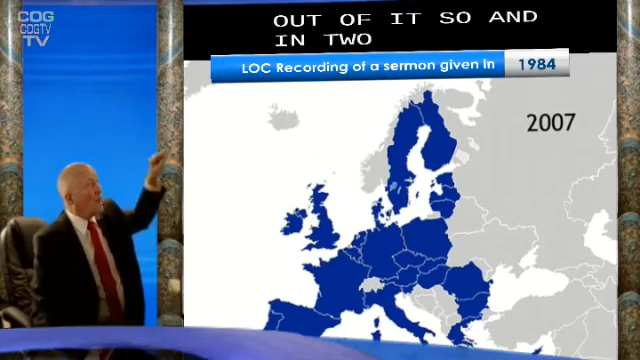 COG
COGTV
TV
OUT OF IT SO AND
IN TWO
LOC Recording of a sermon given in 1984
2007